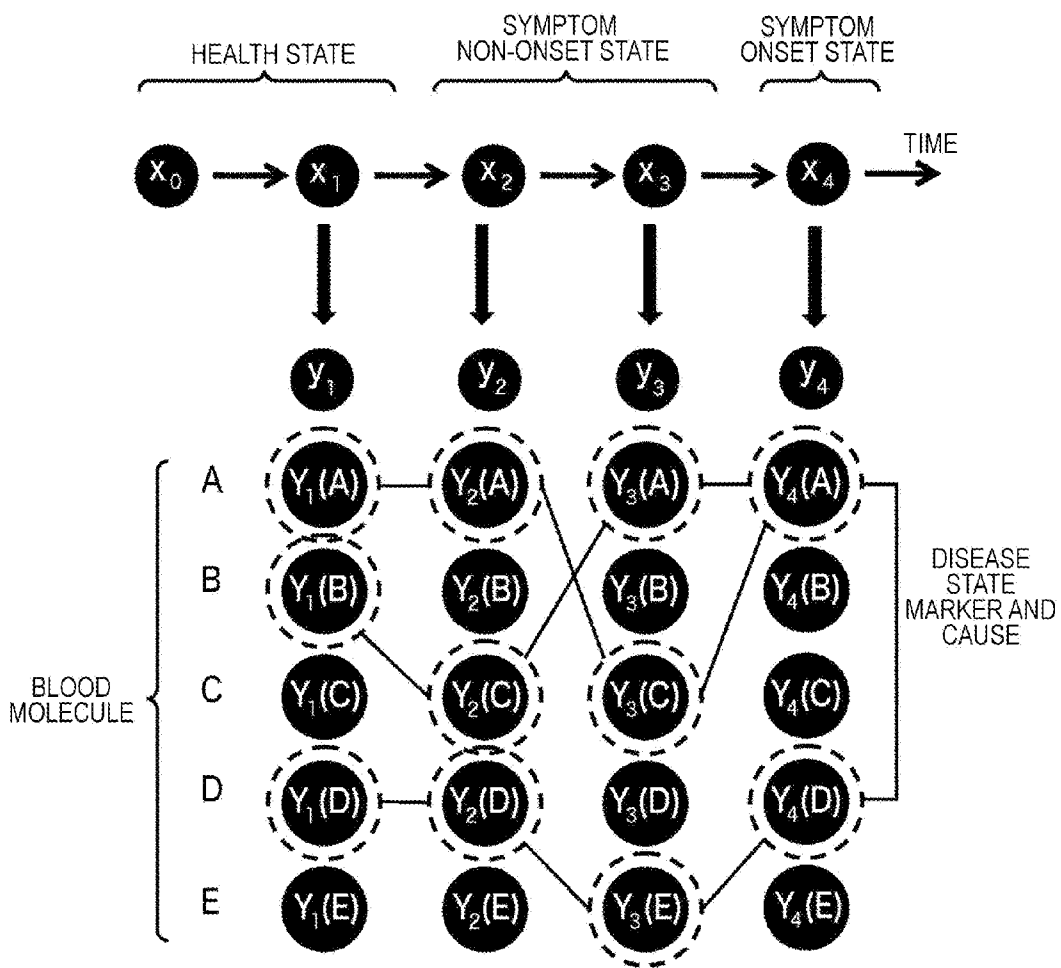 HEALTH STATE
SYMPTOM
NON-ONSET STATE
SYMPTOM
ONSET STATE
TIME
x₀ x₁ x₂ x₃ x₄
y₁ y₂ y₃ y₄
A Y₁(A) Y₂(A) Y₃(A) Y₄(A)
B Y₁(B) Y₂(B) Y₃(B) Y₄(B)
C Y₁(C) Y₂(C) Y₃(C) Y₄(C)
D Y₁(D) Y₂(D) Y₃(D) Y₄(D)
E Y₁(E) Y₂(E) Y₃(E) Y₄(E)
BLOOD
MOLECULE
DISEASE
STATE
MARKER AND
CAUSE